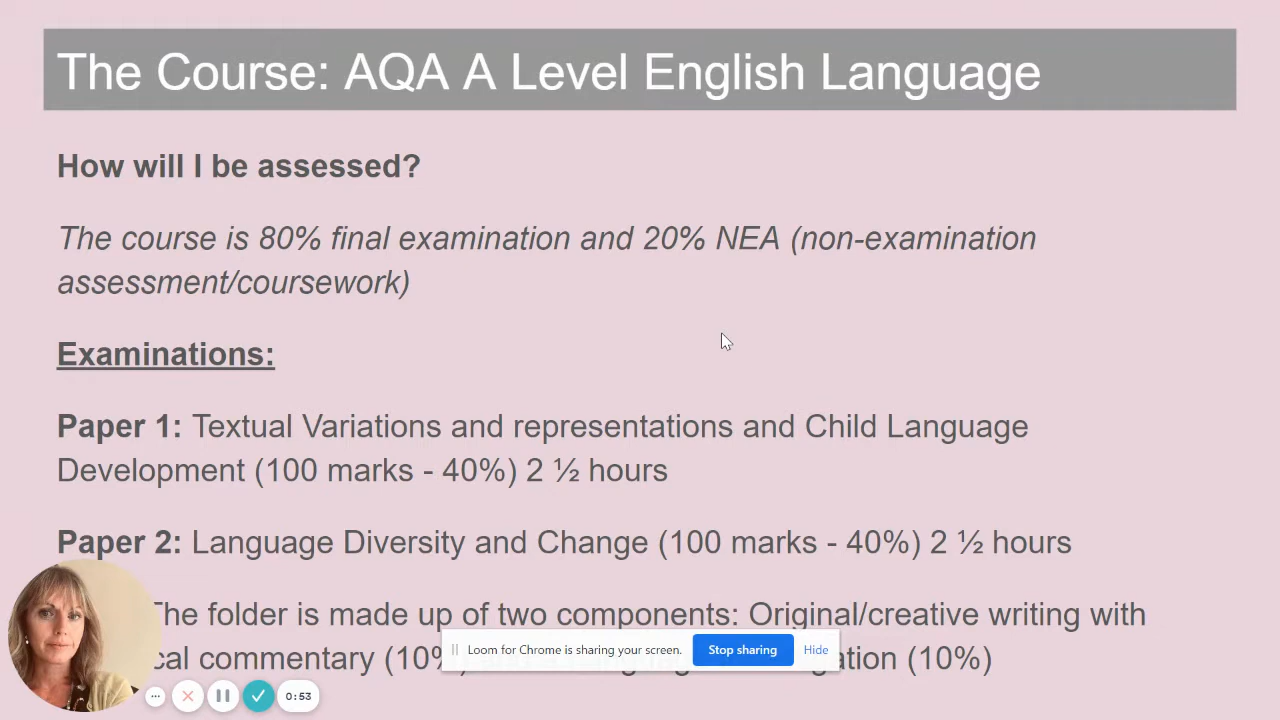 The Course: AQA A Level English Language
How will I be assessed?
The course is 80% final examination and 20% NEA (non-examination
assessment/coursework)
Examinations:
Paper 1: Textual Variations and representations and Child Language
Development (100 marks - 40%) 2 ½ hours
Paper 2: Language Diversity and Change (100 marks - 40%) 2 ½ hours
The folder is made up of two components: Original/creative writing with
commentary (10%) (10%)
Loom for Chrome is sharing your screen. Stop sharing Hide
0:53